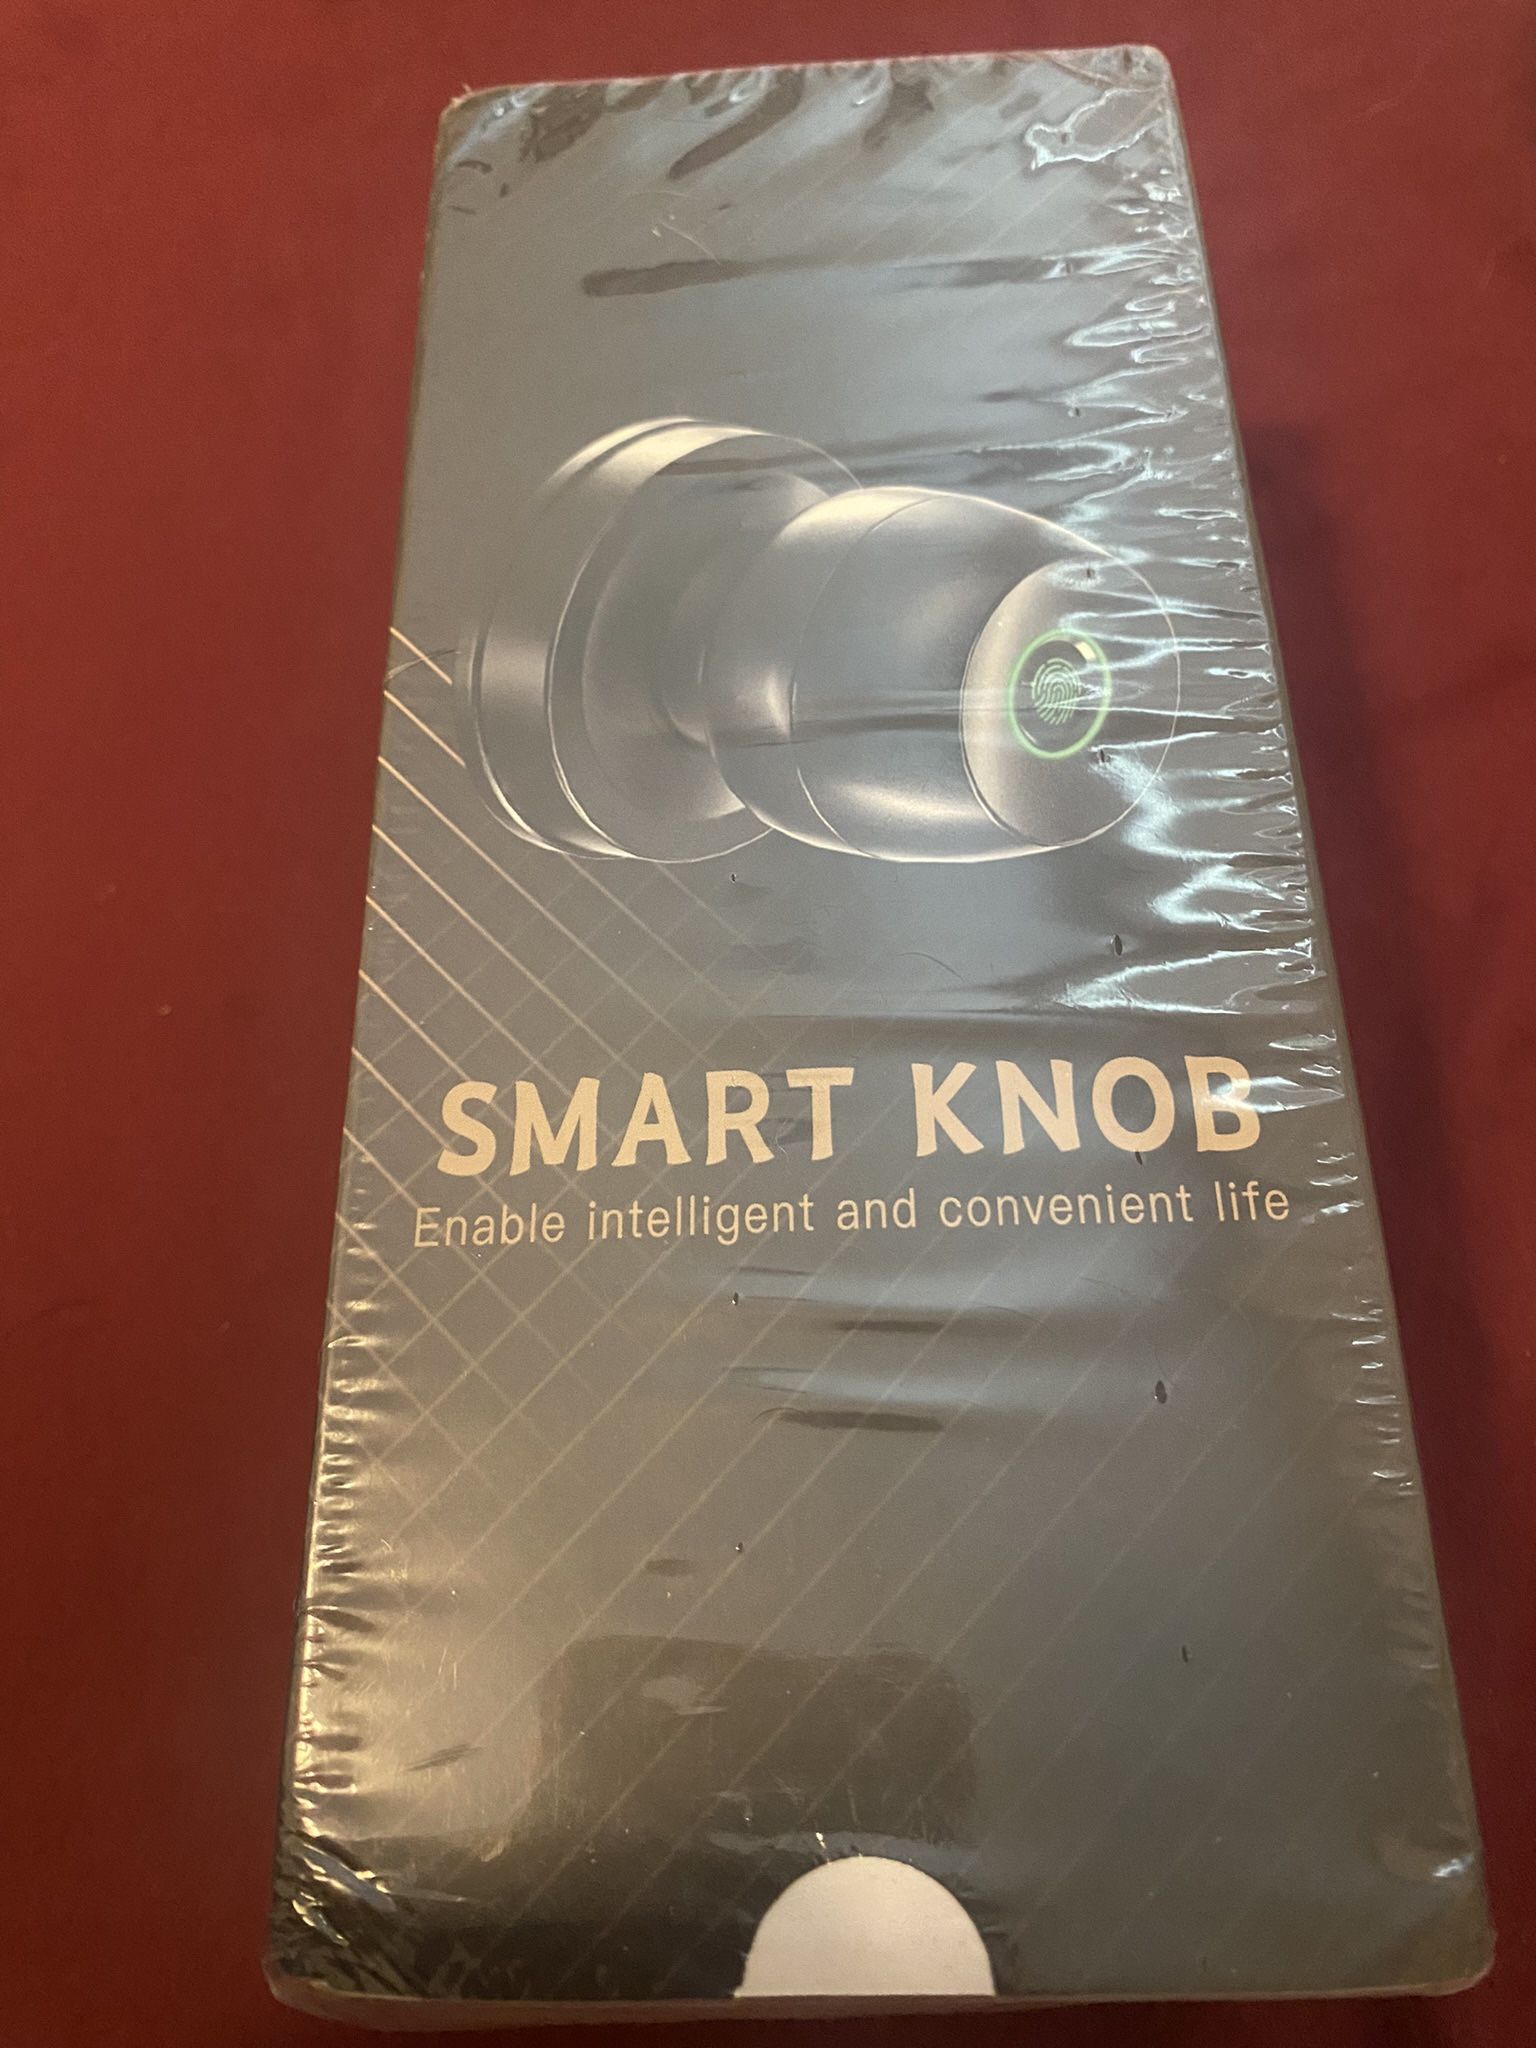 SMART KNOB
Enable intelligent and convenient life